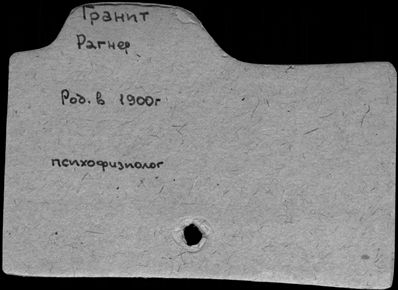 Гранит
Рагнер
Род. в 1900г
психофизиолог